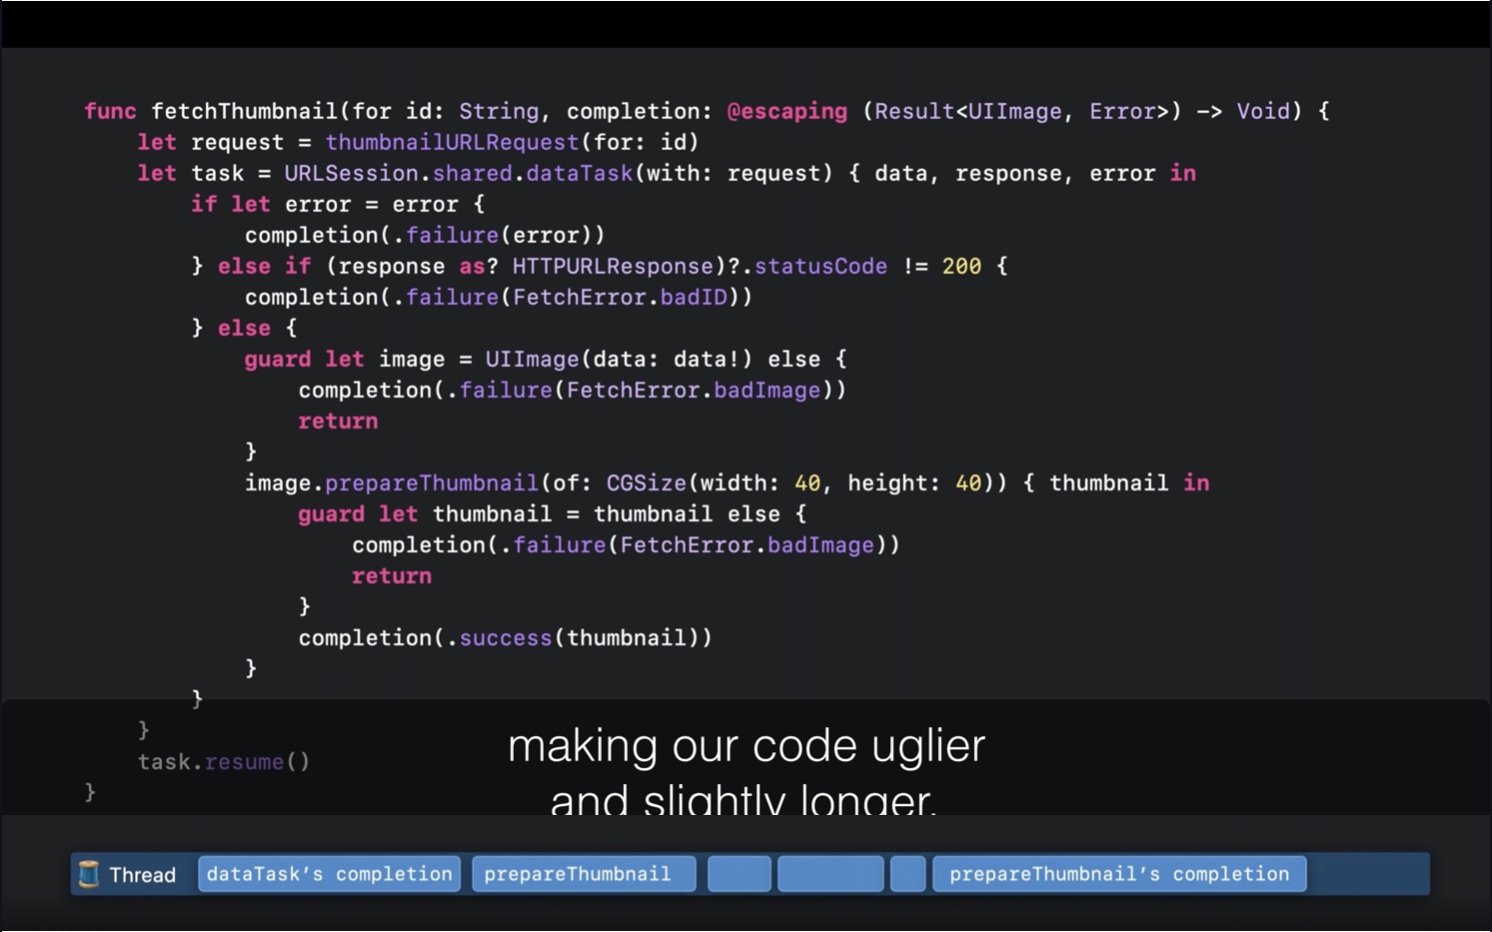 func fetchThumbnail(for id: String, completion: @escaping (Result<UIImage, Error>) -> Void) {
    let request = thumbnailURLRequest(for: id)
    let task = URLSession.shared.dataTask(with: request) { data, response, error in
        if let error = error {
            completion(.failure(error))
        } else if (response as? HTTPURLResponse)?.statusCode != 200 {
            completion(.failure(FetchError.badID))
        } else {
            guard let image = UIImage(data: data!) else {
                completion(.failure(FetchError.badImage))
                return
            }
            image.prepareThumbnail(of: CGSize(width: 40, height: 40)) { thumbnail in
                guard let thumbnail = thumbnail else {
                    completion(.failure(FetchError.badImage))
                    return
                }
                completion(.success(thumbnail))
            }
        }
    }
    task.resume()
}
making our code uglier
and slightly longer.
Thread dataTask's completion prepareThumbnail prepareThumbnail's completion